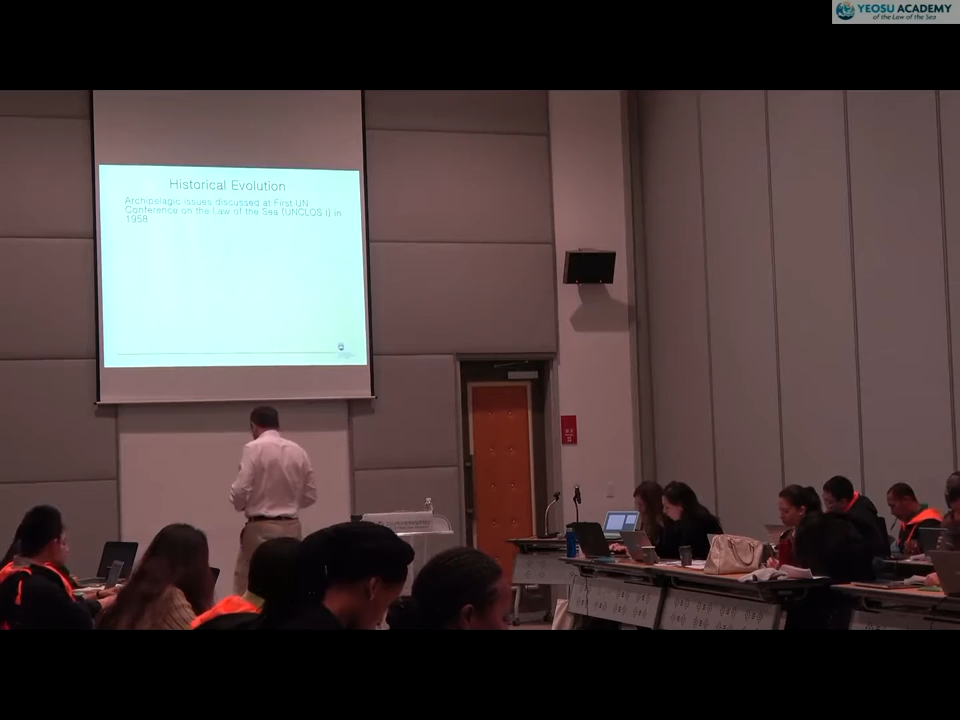 YEOSU ACADEMY
of the Law of the Sea
Historical Evolution
Archipelagic issues discussed at First UN
Conference on the Law of the Sea (UNCLOS I) in
1958